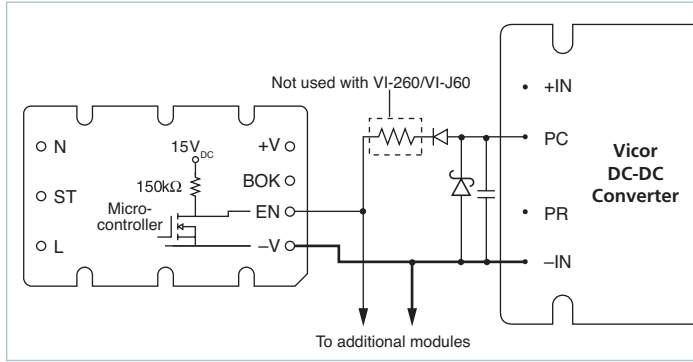 Not used with VI-260/VI-J60
N
ST
L
15VDC
150kΩ
Micro-
controller
+V
BOK
EN
–V
+IN
PC
PR
–IN
Vicor
DC-DC
Converter
To additional modules